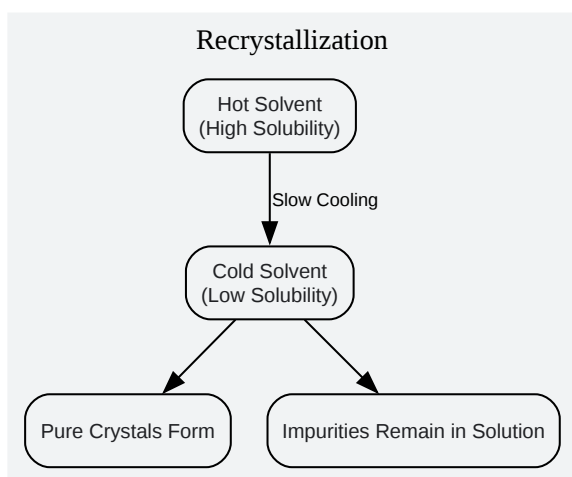 Recrystallization
Hot Solvent
(High Solubility)
Slow Cooling
Cold Solvent
(Low Solubility)
Pure Crystals Form
Impurities Remain in Solution